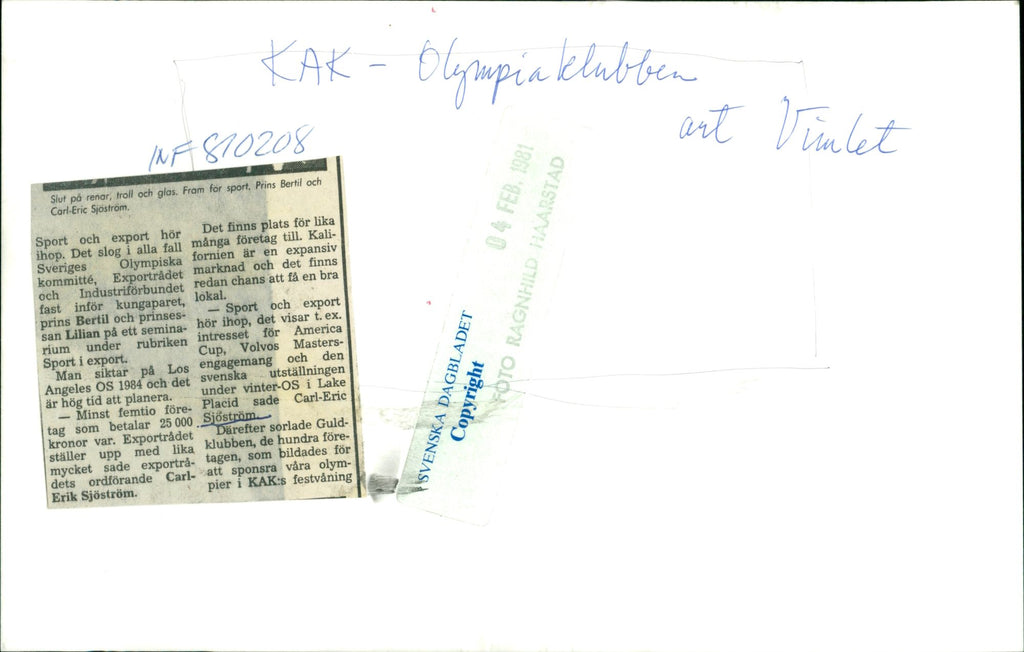 KAK - Olympiaklubben
art Vimlet
INF 810208
Slut på renar, troll och glas. Fram för sport, Prins Bertil och
Carl-Eric Sjöström.
Sport och export hör
ihop. Det slog i alla fall
Sveriges Olympiska
kommitté, Exportrådet
och Industriförbundet
fast inför kungaparet,
prins Bertil och prinses-
san Lilian på ett semina-
rium under rubriken
Sport i export.
Man siktar på Los
Angeles OS 1984 och det
är hög tid att planera.
— Minst femtio före-
tag som betalar 25 000
kronor var. Exportrådet
ställer upp med lika
mycket sade exportrå-
dets ordförande Carl-
Erik Sjöström.
Det finns plats för lika
många företag till. Kali-
fornien är en expansiv
marknad och det finns
redan chans att få en bra
lokal.
— Sport och export
hör ihop, det visar t. ex.
intresset för America
Cup, Volvos Masters-
engagemang och den
svenska utställningen
under vinter-OS i Lake
Placid sade Carl-Eric
Sjöström.
Därefter sorlade Guld-
klubben, de hundra före-
tagen, som bildades för
att sponsra våra olym-
pier i KAK:s festvåning
04 FEB. 1981
FOTO RAGNHILD HAARSTAD
SVENSKA DAGBLADET
Copyright